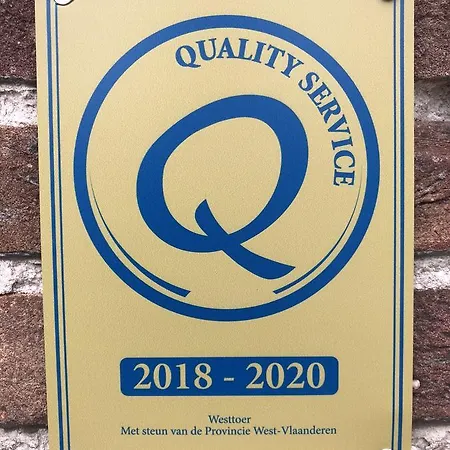 QUALITY SERVICE
Q
2018 - 2020
Westtoer
Met steun van de Provincie West-Vlaanderen